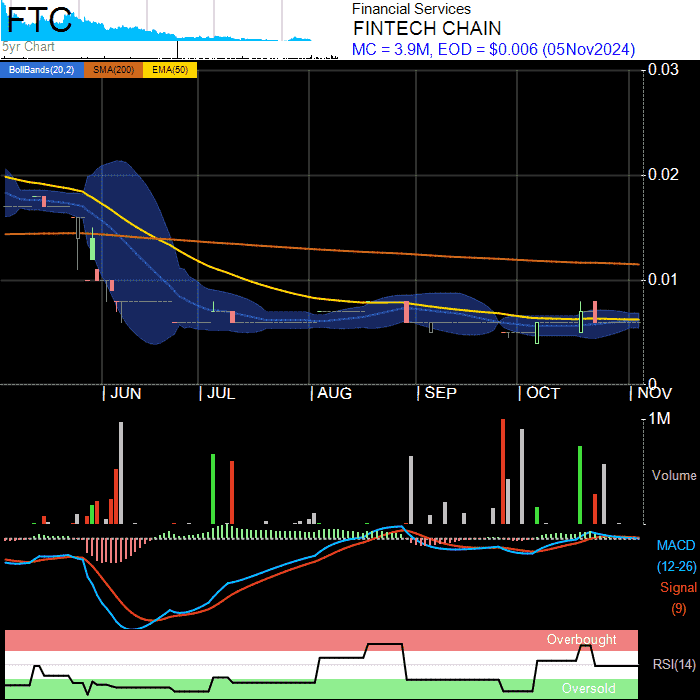 FTC
5yr Chart
Financial Services
FINTECH CHAIN
MC = 3.9M, EOD = $0.006 (05Nov2024)
BollBands(20,2) SMA(200) EMA(50)
0.03
0.02
0.01
0
JUN JUL AUG SEP OCT NOV
1M
Volume
MACD
(12-26)
Signal
(9)
Overbought
RSI(14)
Oversold